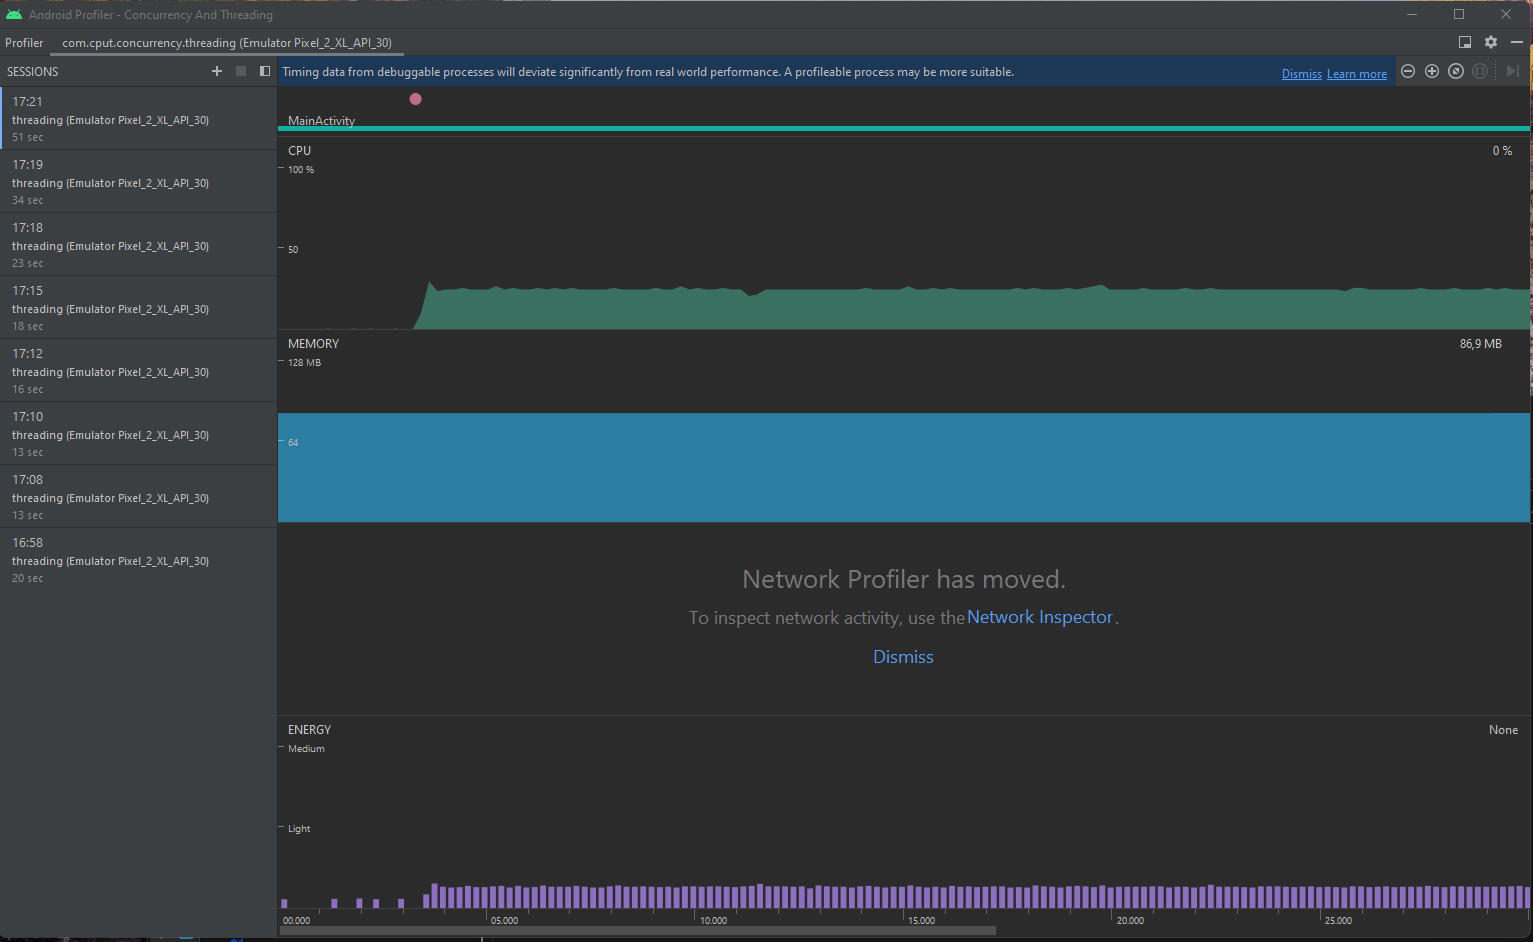 Android Profiler - Concurrency And Threading
Profiler
com.cput.concurrency.threading (Emulator Pixel_2_XL_API_30)
SESSIONS
17:21
threading (Emulator Pixel_2_XL_API_30)
51 sec
17:19
threading (Emulator Pixel_2_XL_API_30)
34 sec
17:18
threading (Emulator Pixel_2_XL_API_30)
23 sec
17:15
threading (Emulator Pixel_2_XL_API_30)
18 sec
17:12
threading (Emulator Pixel_2_XL_API_30)
16 sec
17:10
threading (Emulator Pixel_2_XL_API_30)
13 sec
17:08
threading (Emulator Pixel_2_XL_API_30)
13 sec
16:58
threading (Emulator Pixel_2_XL_API_30)
20 sec
Timing data from debuggable processes will deviate significantly from real world performance. A profileable process may be more suitable.
Dismiss Learn more
MainActivity
CPU
0 %
100 %
50
MEMORY
86,9 MB
128 MB
64
Network Profiler has moved.
To inspect network activity, use the Network Inspector.
Dismiss
ENERGY
None
Medium
Light
00.000 05.000 10.000 15.000 20.000 25.000